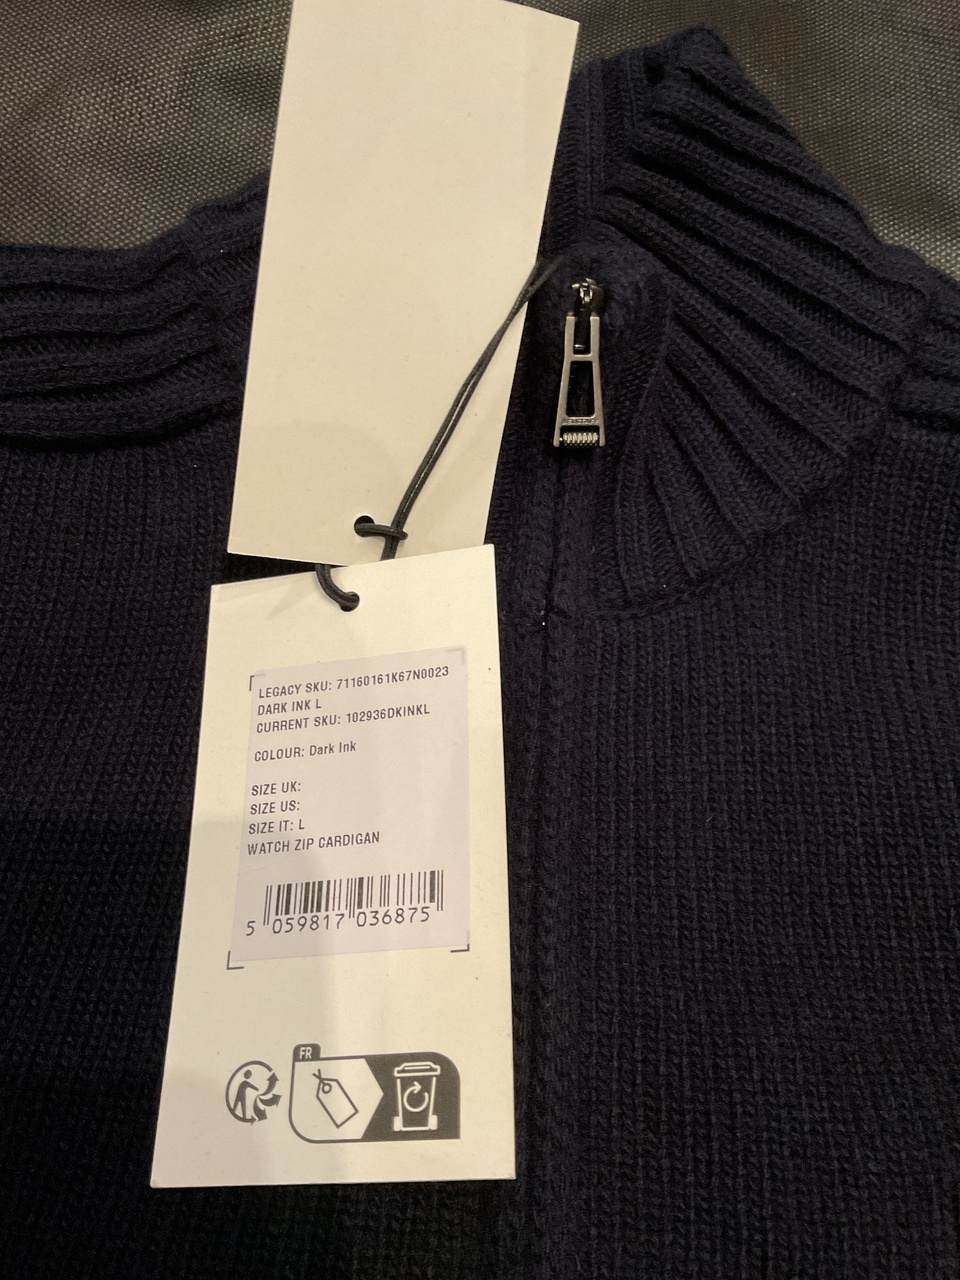 LEGACY SKU: 71160161K67N0023
DARK INK L
CURRENT SKU: 102936DKINKL
COLOUR: Dark Ink
SIZE UK:
SIZE US:
SIZE IT: L
WATCH ZIP CARDIGAN
5 059817 036875
FR